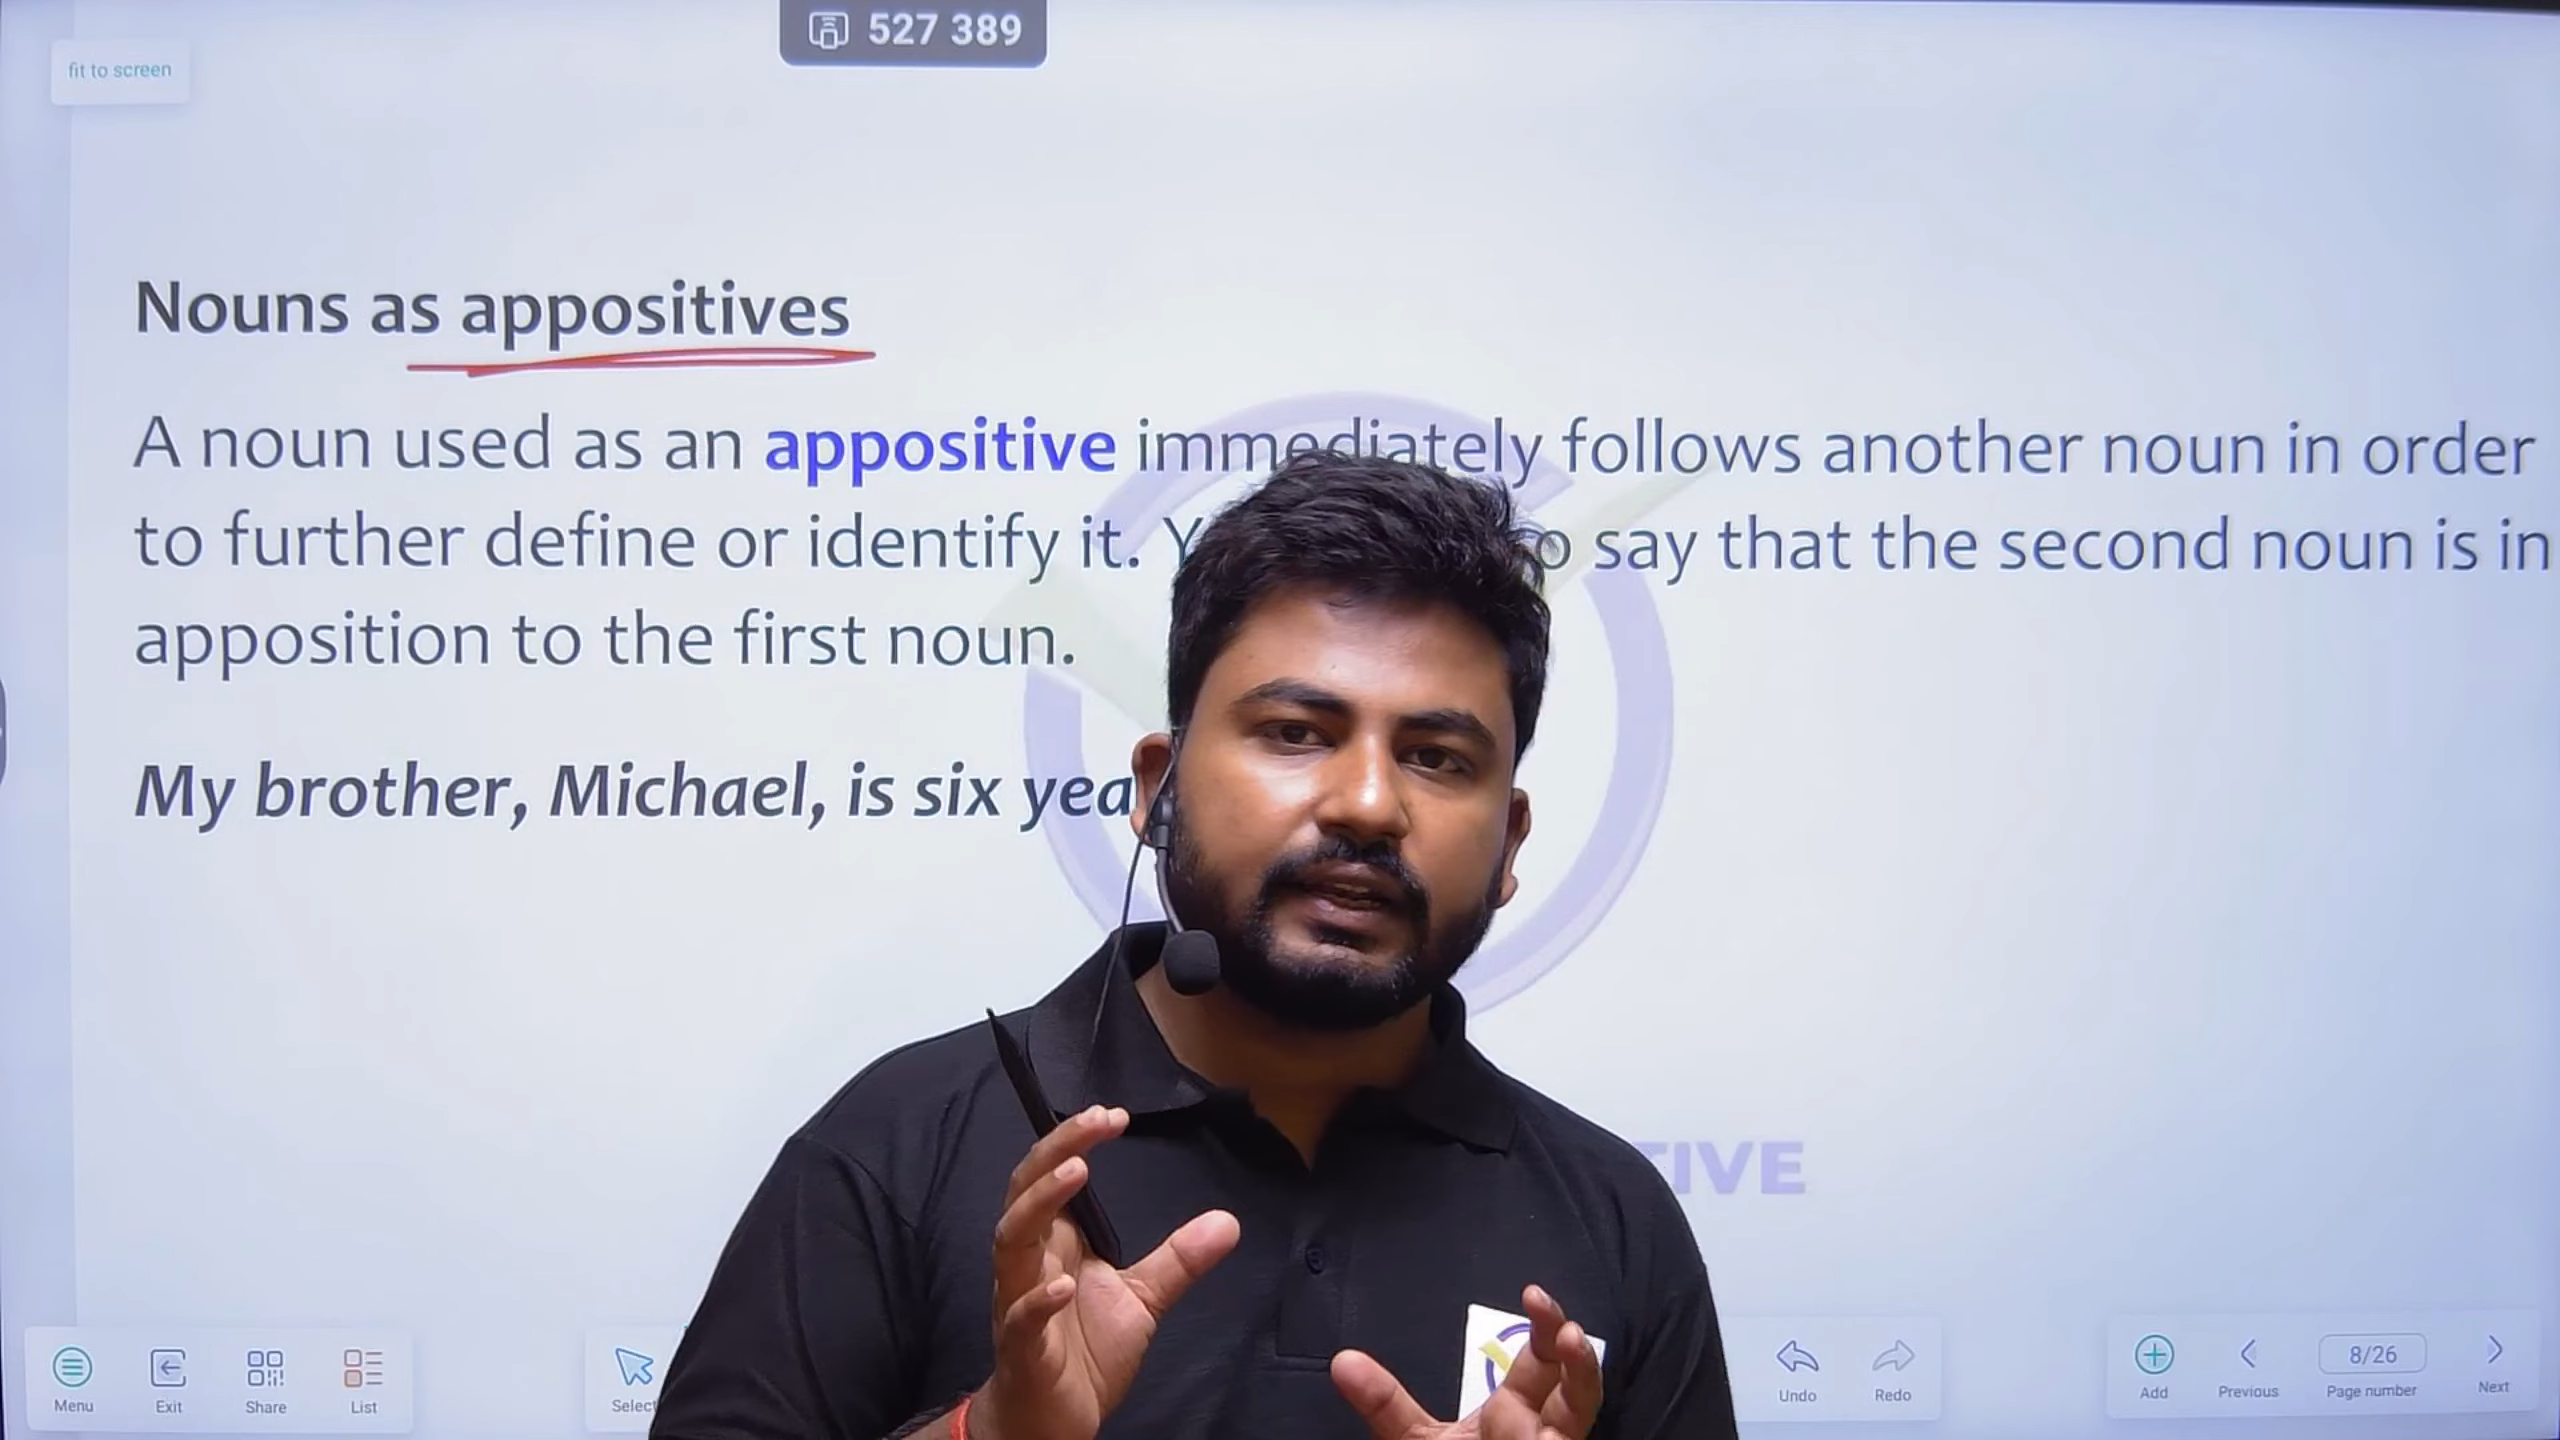 527 389
fit to screen
Nouns as appositives
A noun used as an appositive immediately follows another noun in order
to further define or identify it. say that the second noun is in
apposition to the first noun.
My brother, Michael, is six
Menu Exit Share List Select Undo Redo Add Previous 8/26 Page number Next